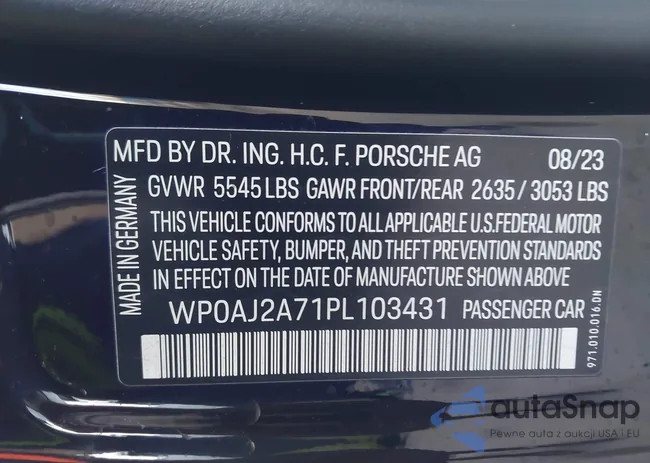 MFD BY DR. ING. H.C. F. PORSCHE AG 08/23
GVWR 5545 LBS GAWR FRONT/REAR 2635 / 3053 LBS
THIS VEHICLE CONFORMS TO ALL APPLICABLE U.S.FEDERAL MOTOR
VEHICLE SAFETY, BUMPER, AND THEFT PREVENTION STANDARDS
IN EFFECT ON THE DATE OF MANUFACTURE SHOWN ABOVE
WP0AJ2A71PL103431 PASSENGER CAR
MADE IN GERMANY
971.010.016.DN
autaSnap
Pewne auta z aukcji USA i EU